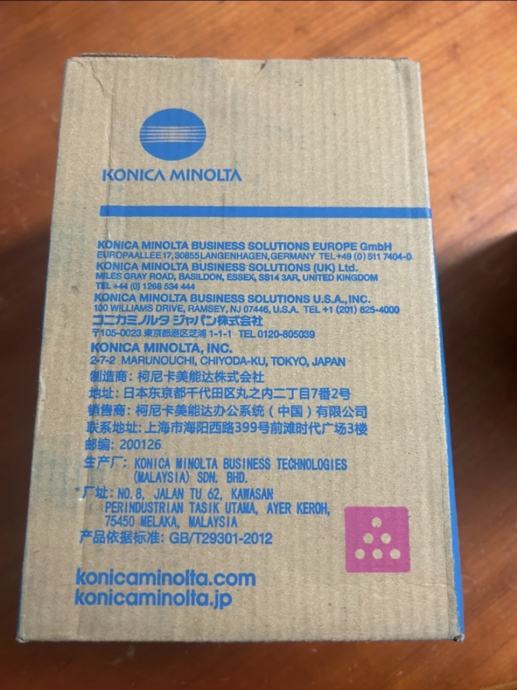 KONICA MINOLTA
KONICA MINOLTA BUSINESS SOLUTIONS EUROPE GmbH
EUROPAALLEE 17, 30855 LANGENHAGEN, GERMANY TEL +49 (0) 511 7404-0
KONICA MINOLTA BUSINESS SOLUTIONS (UK) Ltd.
MILES GRAY ROAD, BASILDON, ESSEX, SS14 3AR, UNITED KINGDOM
TEL +44 (0) 1268 534 444
KONICA MINOLTA BUSINESS SOLUTIONS U.S.A., INC.
100 WILLIAMS DRIVE, RAMSEY, NJ 07446, U.S.A. TEL +1 (201) 825-4000
コニカミノルタ ジャパン株式会社
〒105-0023 東京都港区芝浦 1-1-1 TEL 0120-805039
KONICA MINOLTA, INC.
2-7-2 MARUNOUCHI, CHIYODA-KU, TOKYO, JAPAN
制造商: 柯尼卡美能达株式会社
地址: 日本东京都千代田区丸之内二丁目7番2号
销售商: 柯尼卡美能达办公系统（中国）有限公司
联系地址: 上海市海阳西路399号前滩时代广场3楼
邮编: 200126
生产厂: KONICA MINOLTA BUSINESS TECHNOLOGIES
(MALAYSIA) SDN. BHD.
厂址: NO.8, JALAN TU 62, KAWASAN
PERINDUSTRIAN TASIK UTAMA, AYER KEROH,
75450 MELAKA, MALAYSIA
产品依据标准: GB/T29301-2012
konicaminolta.com
konicaminolta.jp